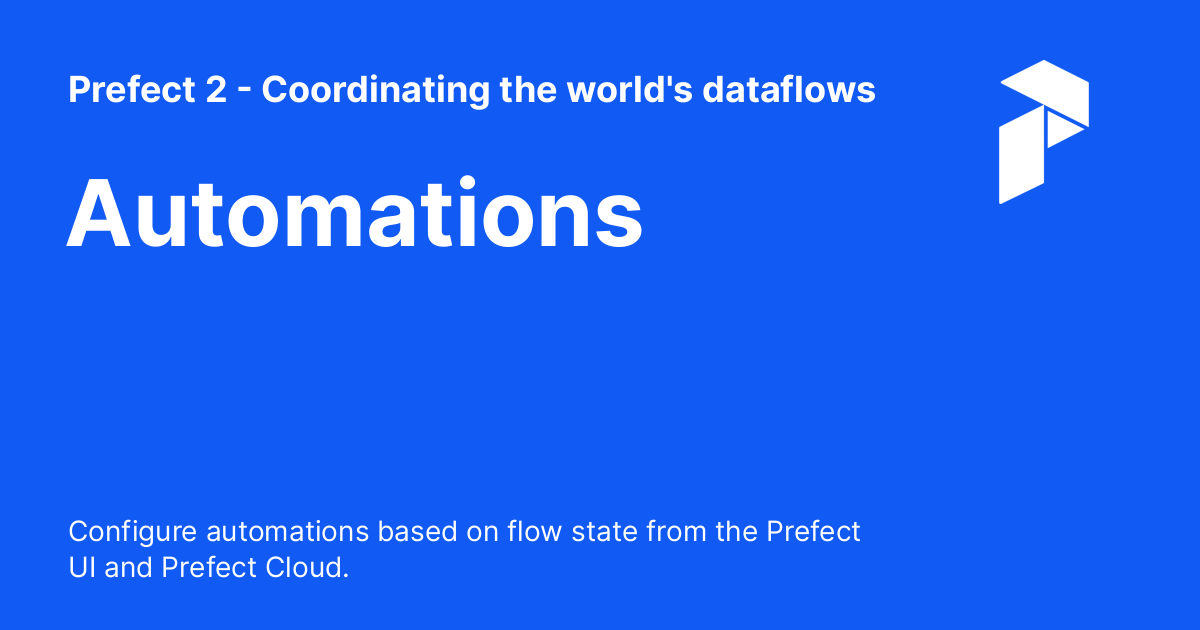 Prefect 2 - Coordinating the world's dataflows
Automations
Configure automations based on flow state from the Prefect
UI and Prefect Cloud.